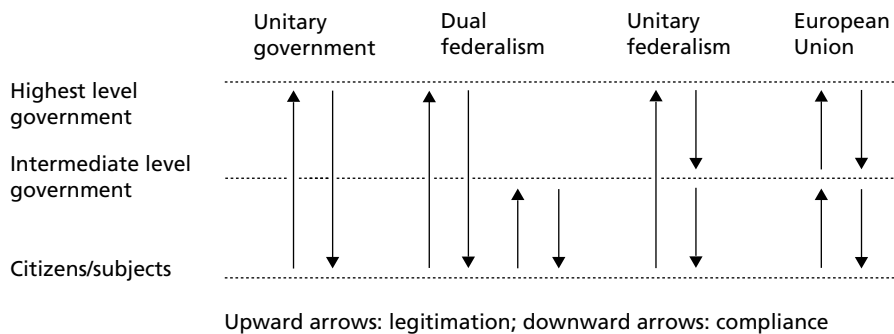 Unitary
government
Dual
federalism
Unitary
federalism
European
Union
Highest level
government
Intermediate level
government
Citizens/subjects
Upward arrows: legitimation; downward arrows: compliance